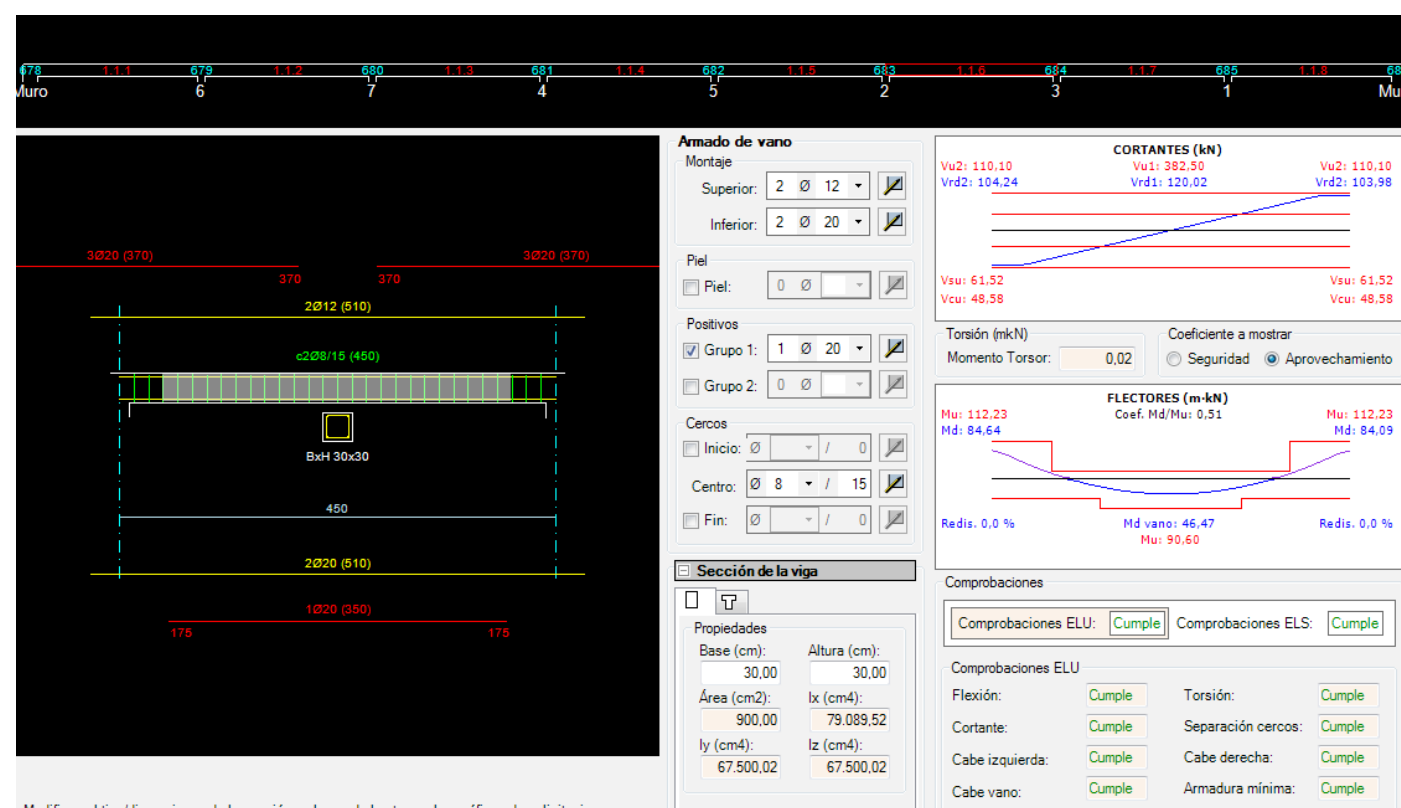 678 1.1.1 679 1.1.2 680 1.1.3 681 1.1.4 682 1.1.5 683 1.1.6 684 1.1.7 685 1.1.8 68
Muro 6 7 4 5 2 3 1 Mu
3Ø20 (370) 3Ø20 (370)
370 370
2Ø12 (510)
c2Ø8/15 (450)
BxH 30x30
450
2Ø20 (510)
1Ø20 (350)
175 175
Armado de vano
Montaje
Superior: 2 Ø 12
Inferior: 2 Ø 20
Piel
Piel: 0 Ø
Positivos
Grupo 1: 1 Ø 20
Grupo 2: 0 Ø
Cercos
Inicio: Ø / 0
Centro: Ø 8 / 15
Fin: Ø / 0
Sección de la viga
Propiedades
Base (cm): Altura (cm):
30,00 30,00
Área (cm2): Ix (cm4):
900,00 79.089,52
Iy (cm4): Iz (cm4):
67.500,02 67.500,02
CORTANTES (kN)
Vu2: 110,10 Vu1: 382,50 Vu2: 110,10
Vrd2: 104,24 Vrd1: 120,02 Vrd2: 103,98
Vsu: 61,52 Vsu: 61,52
Vcu: 48,58 Vcu: 48,58
Torsión (mkN) Coeficiente a mostrar
Momento Torsor: 0,02 Seguridad Aprovechamiento
FLECTORES (m·kN)
Mu: 112,23 Coef. Md/Mu: 0,51 Mu: 112,23
Md: 84,64 Md: 84,09
Redis. 0,0 % Md vano: 46,47 Redis. 0,0 %
Mu: 90,60
Comprobaciones
Comprobaciones ELU: Cumple Comprobaciones ELS: Cumple
Comprobaciones ELU
Flexión: Cumple Torsión: Cumple
Cortante: Cumple Separación cercos: Cumple
Cabe izquierda: Cumple Cabe derecha: Cumple
Cabe vano: Cumple Armadura mínima: Cumple